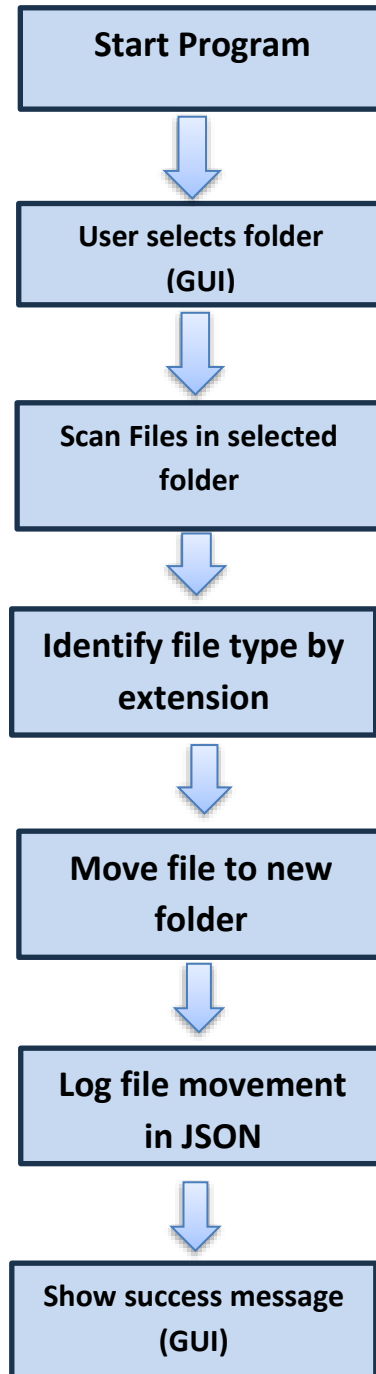 Start Program
User selects folder
(GUI)
Scan Files in selected
folder
Identify file type by
extension
Move file to new
folder
Log file movement
in JSON
Show success message
(GUI)